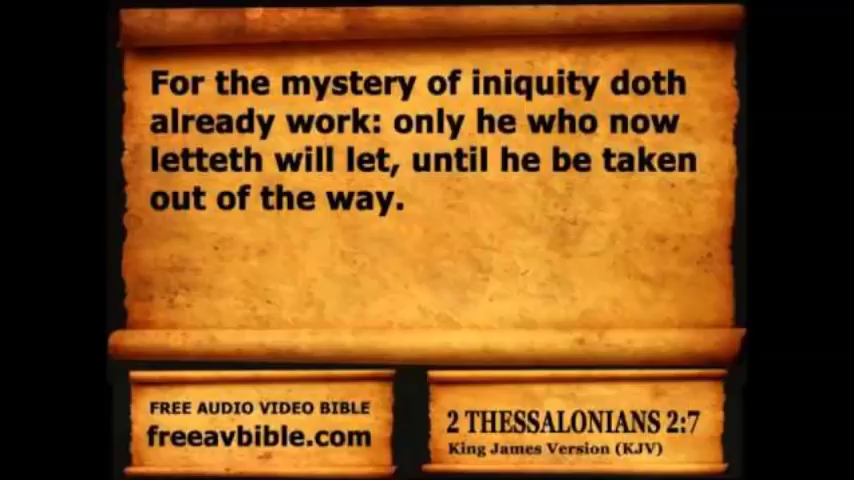 For the mystery of iniquity doth
already work: only he who now
letteth will let, until he be taken
out of the way.
FREE AUDIO VIDEO BIBLE
freeavbible.com
2 THESSALONIANS 2:7
King James Version (KJV)